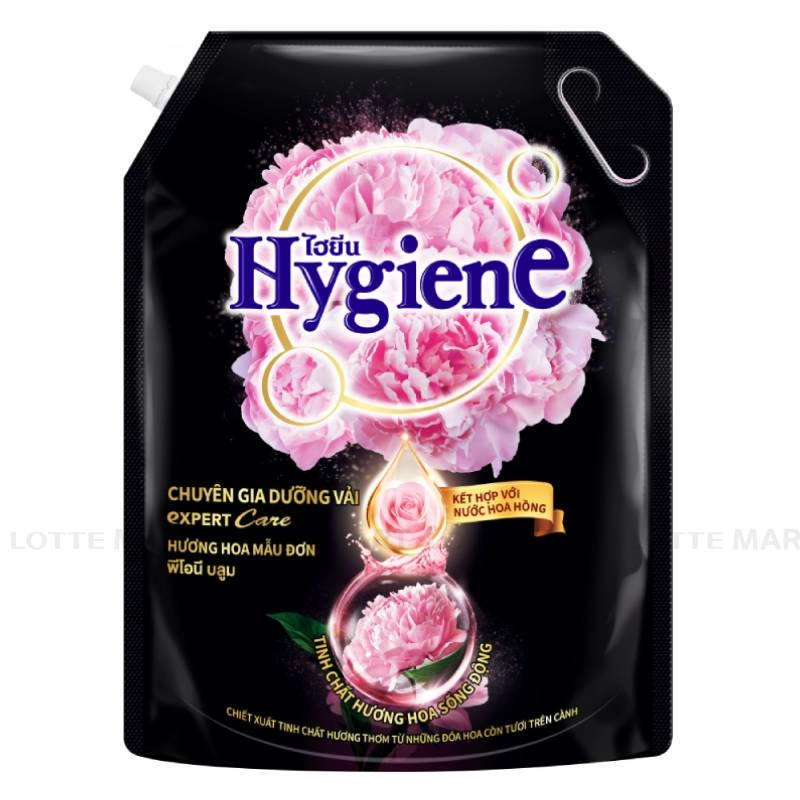 ไฮยีน
Hygiene
CHUYÊN GIA DƯỠNG VẢI
EXPERT Care
KẾT HỢP VỚI
NƯỚC HOA HỒNG
HƯƠNG HOA MẪU ĐƠN
พีโอนี บลูม
LOTTE M TTE MAR
TINH CHẤT HƯƠNG HOA SỐNG ĐỘNG
CHIẾT XUẤT TINH CHẤT HƯƠNG THƠM TỪ NHỮNG ĐÓA HOA CÒN TƯƠI TRÊN CÀNH